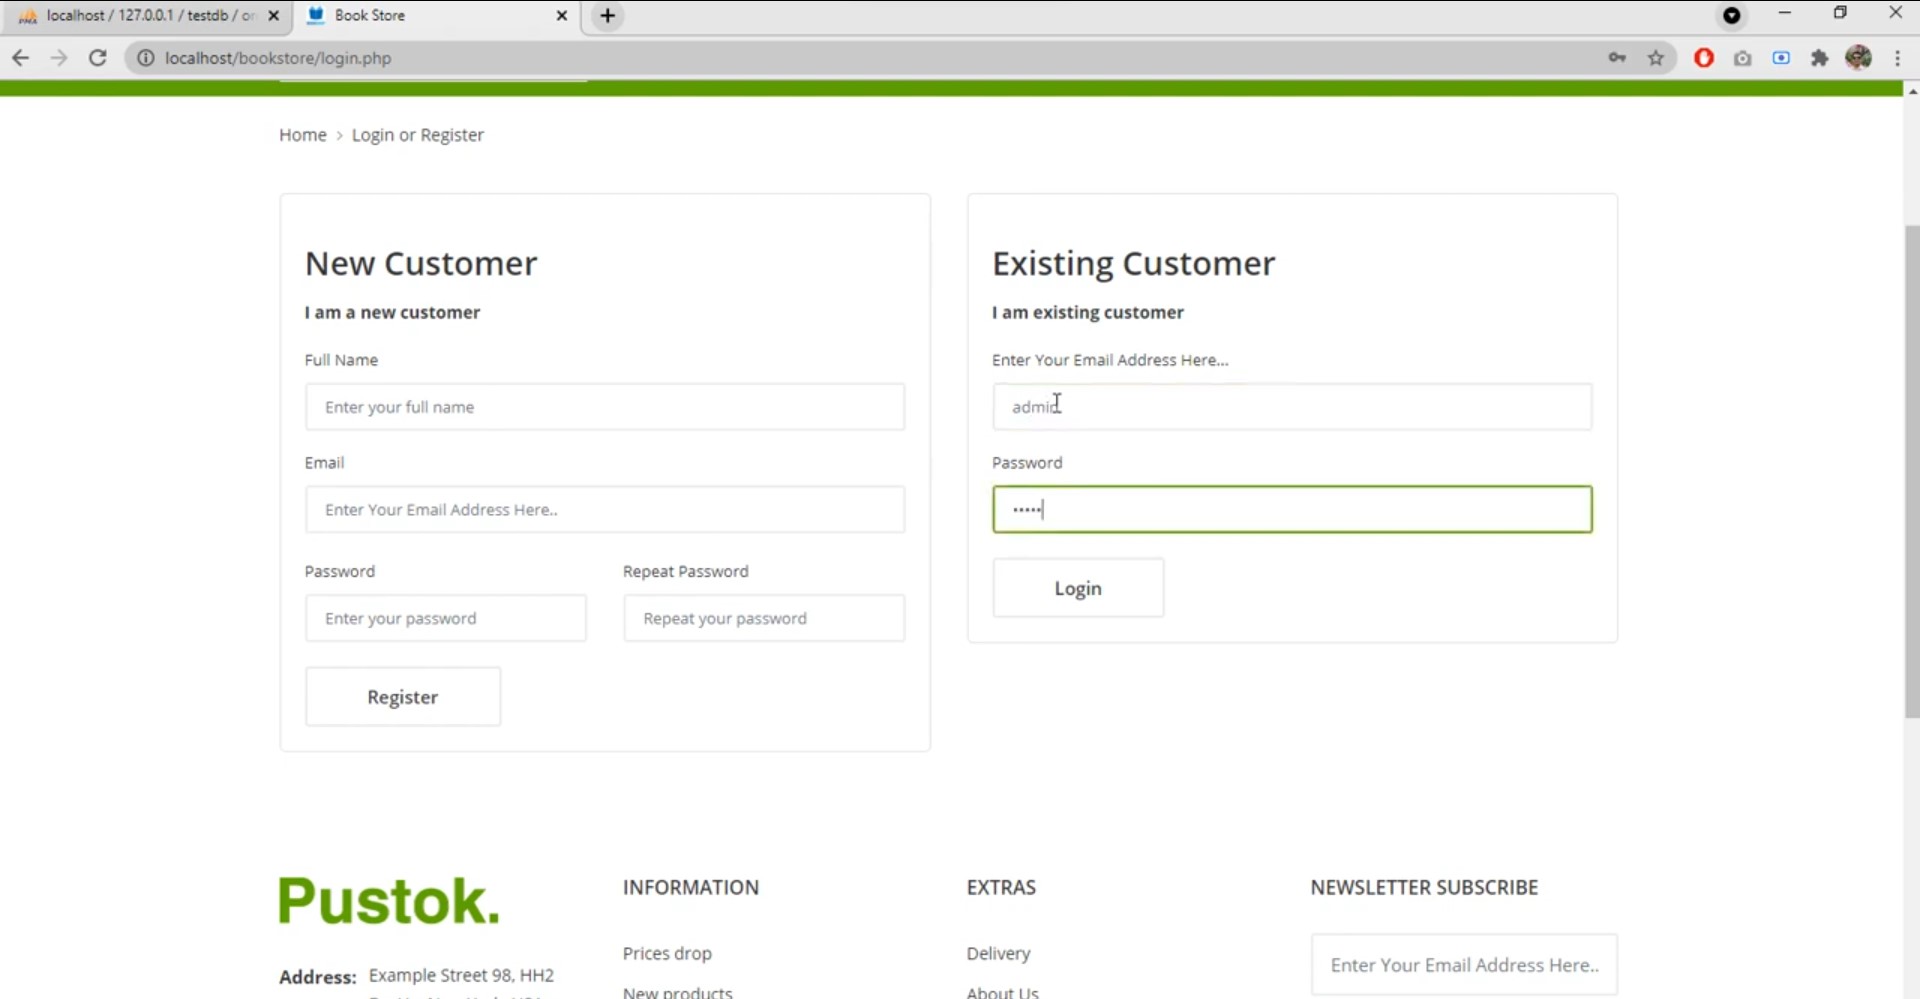 localhost / 127.0.0.1 / testdb / or
Book Store
localhost/bookstore/login.php
Home > Login or Register
New Customer
I am a new customer
Full Name
Enter your full name
Email
Enter Your Email Address Here..
Password
Repeat Password
Enter your password
Repeat your password
Register
Existing Customer
I am existing customer
Enter Your Email Address Here...
admin
Password
•••••
Login
Pustok.
Address: Example Street 98, HH2
INFORMATION
Prices drop
New products
EXTRAS
Delivery
About Us
NEWSLETTER SUBSCRIBE
Enter Your Email Address Here..